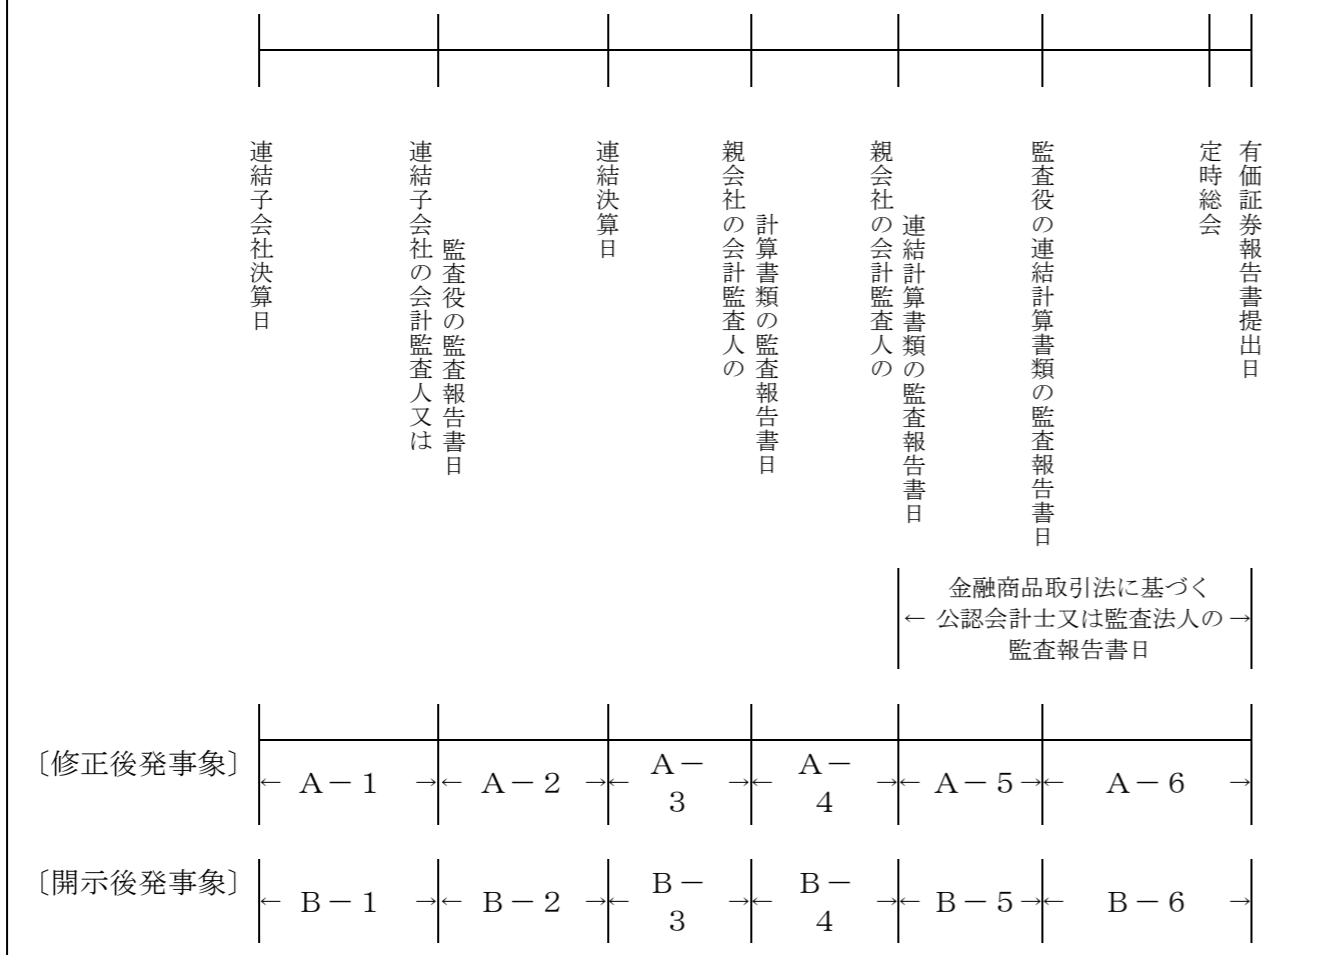 連結子会社決算日
連結子会社の会計監査人又は
監査役の監査報告書日
連結決算日
親会社の会計監査人の
計算書類の監査報告書日
親会社の会計監査人の
連結計算書類の監査報告書日
監査役の連結計算書類の監査報告書日
定時総会
有価証券報告書提出日
金融商品取引法に基づく
← 公認会計士又は監査法人の →
監査報告書日
〔修正後発事象〕
← A－1 →
← A－2 →
← A－
3 →
← A－
4 →
← A－5 →
← A－6 →
〔開示後発事象〕
← B－1 →
← B－2 →
← B－
3 →
← B－
4 →
← B－5 →
← B－6 →